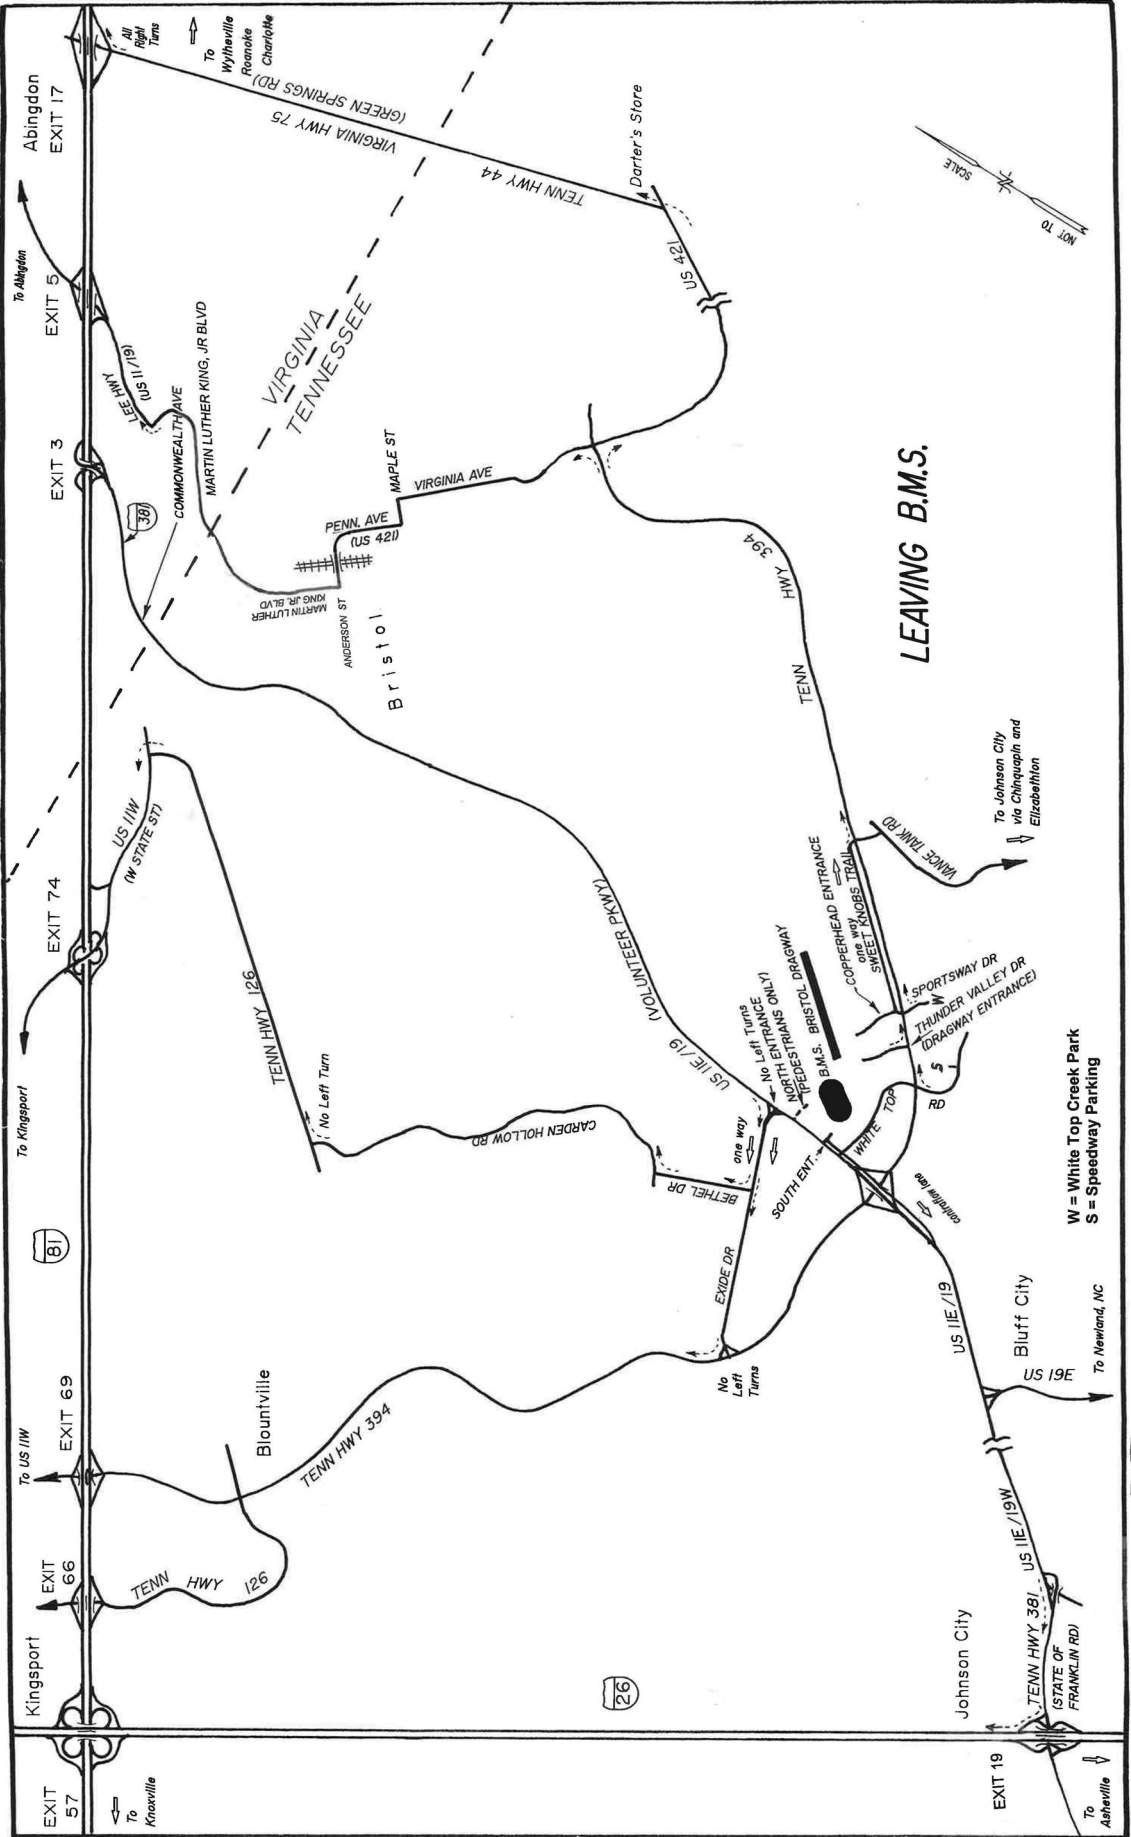 Abingdon
EXIT 17
All
Right
Turns
To
Wytheville
Roanoke
Charlotte
(GREEN SPRINGS RD)
VIRGINIA HWY 75
TENN HWY 44
Darter's Store
US 421
NOT TO
SCALE
N
To Abingdon
EXIT 5
LEE HWY
(US 11/19)
EXIT 3
381
COMMONWEALTH AVE
MARTIN LUTHER KING, JR BLVD
VIRGINIA
TENNESSEE
MAPLE ST
VIRGINIA AVE
PENN. AVE
(US 421)
MARTIN LUTHER
KING JR. BLVD
ANDERSON ST
Bristol
TENN HWY 394
LEAVING B.M.S.
EXIT 74
US 11W
(W STATE ST)
To Kingsport
TENN HWY 126
No Left Turn
CARDEN HOLLOW RD
BETHEL DR
EXIDE DR
one way
(VOLUNTEER PKWY)
US 11E/19
No Left Turns
NORTH ENTRANCE ONLY)
(PEDESTRIANS ONLY)
B.M.S. BRISTOL DRAGWAY
COPPERHEAD ENTRANCE
one way
SWEET KNOBS TRAIL
VANCE TANK RD
To Johnson City
via Chinquapin and
Elizabethton
SPORTSWAY DR
W
THUNDER VALLEY DR
(DRAGWAY ENTRANCE)
S
WHITE TOP
RD
SOUTH ENT.
contraflow lane
W = White Top Creek Park
S = Speedway Parking
81
EXIT 69
To US 11W
Blountville
TENN HWY 394
No
Left
Turns
US 11E/19
Bluff City
US 19E
To Newland, NC
EXIT
66
TENN HWY 126
Kingsport
26
Johnson City
US 11E/19W
TENN HWY 381
(STATE OF
FRANKLIN RD)
EXIT
57
To
Knoxville
EXIT 19
To
Asheville